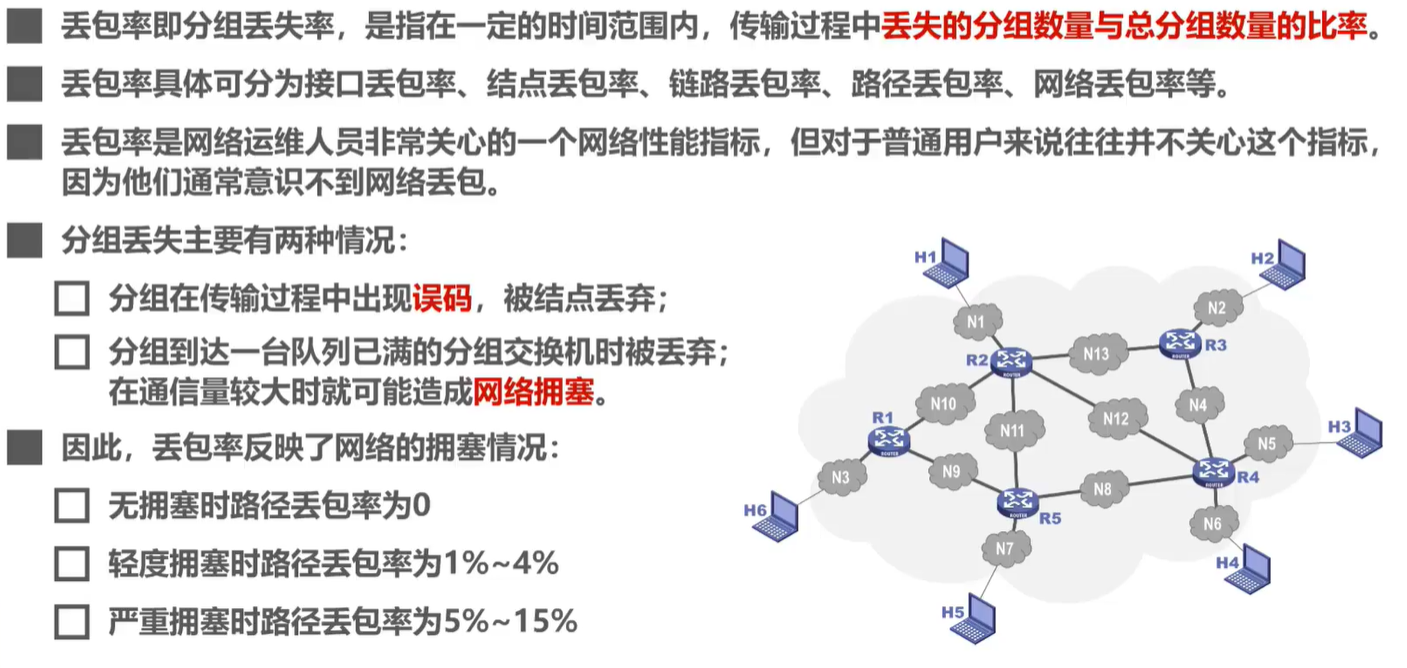 丢包率即分组丢失率，是指在一定的时间范围内，传输过程中丢失的分组数量与总分组数量的比率。
丢包率具体可分为接口丢包率、结点丢包率、链路丢包率、路径丢包率、网络丢包率等。
丢包率是网络运维人员非常关心的一个网络性能指标，但对于普通用户来说往往并不关心这个指标，
因为他们通常意识不到网络丢包。
分组丢失主要有两种情况：
分组在传输过程中出现误码，被结点丢弃；
分组到达一台队列已满的分组交换机时被丢弃；
在通信量较大时就可能造成网络拥塞。
因此，丢包率反映了网络的拥塞情况：
无拥塞时路径丢包率为0
轻度拥塞时路径丢包率为1%~4%
严重拥塞时路径丢包率为5%~15%
H1
H2
N1
N2
R2
ROUTER
N13
R3
ROUTER
N10
N12
N4
R1
ROUTER
N11
H3
N5
N3
N9
N8
R4
ROUTER
H6
R5
ROUTER
N6
N7
H4
H5